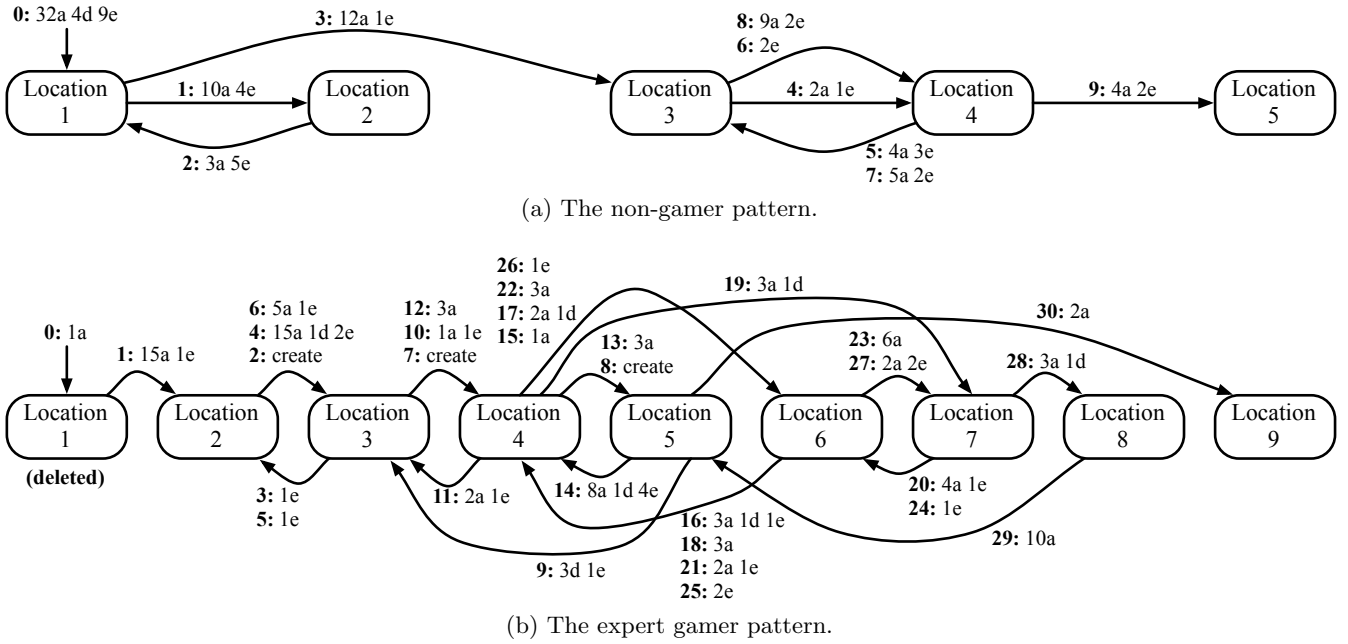 0: 32a 4d 9e
3: 12a 1e
8: 9a 2e
6: 2e
Location
1
1: 10a 4e
Location
2
Location
3
4: 2a 1e
Location
4
9: 4a 2e
Location
5
2: 3a 5e
5: 4a 3e
7: 5a 2e
(a) The non-gamer pattern.
26: 1e
22: 3a
17: 2a 1d
15: 1a
19: 3a 1d
6: 5a 1e
4: 15a 1d 2e
2: create
12: 3a
10: 1a 1e
7: create
30: 2a
0: 1a
1: 15a 1e
13: 3a
8: create
23: 6a
27: 2a 2e
28: 3a 1d
Location
1
Location
2
Location
3
Location
4
Location
5
Location
6
Location
7
Location
8
Location
9
(deleted)
3: 1e
5: 1e
11: 2a 1e
14: 8a 1d 4e
20: 4a 1e
24: 1e
16: 3a 1d 1e
18: 3a
21: 2a 1e
25: 2e
29: 10a
9: 3d 1e
(b) The expert gamer pattern.